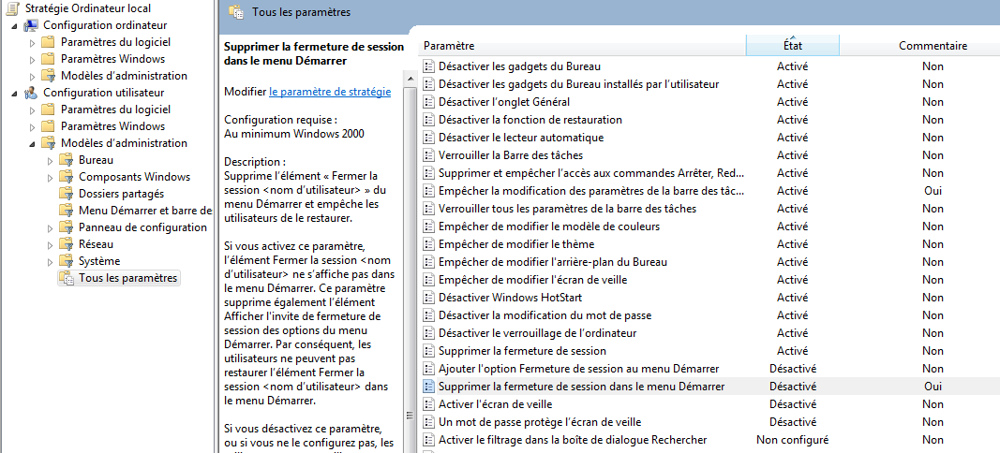 Stratégie Ordinateur local
Configuration ordinateur
Paramètres du logiciel
Paramètres Windows
Modèles d'administration
Configuration utilisateur
Paramètres du logiciel
Paramètres Windows
Modèles d'administration
Bureau
Composants Windows
Dossiers partagés
Menu Démarrer et barre de
Panneau de configuration
Réseau
Système
Tous les paramètres
Tous les paramètres
Supprimer la fermeture de session
dans le menu Démarrer
Modifier le paramètre de stratégie
Configuration requise :
Au minimum Windows 2000
Description :
Supprime l'élément « Fermer la
session <nom d'utilisateur> » du
menu Démarrer et empêche les
utilisateurs de le restaurer.
Si vous activez ce paramètre,
l'élément Fermer la session <nom
d'utilisateur> ne s'affiche pas dans
le menu Démarrer. Ce paramètre
supprime également l'élément
Afficher l'invite de fermeture de
session des options du menu
Démarrer. Par conséquent, les
utilisateurs ne peuvent pas
restaurer l'élément Fermer la
session <nom d'utilisateur> dans
le menu Démarrer.
Si vous désactivez ce paramètre,
ou si vous ne le configurez pas, les
Paramètre État Commentaire
Désactiver les gadgets du Bureau Activé Non
Désactiver les gadgets du Bureau installés par l'utilisateur Activé Non
Désactiver l'onglet Général Activé Non
Désactiver la fonction de restauration Activé Non
Désactiver le lecteur automatique Activé Non
Verrouiller la Barre des tâches Activé Non
Supprimer et empêcher l'accès aux commandes Arrêter, Red... Activé Non
Empêcher la modification des paramètres de la barre des tâc... Activé Oui
Verrouiller tous les paramètres de la barre des tâches Activé Non
Empêcher de modifier le modèle de couleurs Activé Non
Empêcher de modifier le thème Activé Non
Empêcher de modifier l'arrière-plan du Bureau Activé Non
Empêcher de modifier l'écran de veille Activé Non
Désactiver Windows HotStart Activé Non
Désactiver la modification du mot de passe Activé Non
Désactiver le verrouillage de l'ordinateur Activé Non
Supprimer la fermeture de session Activé Non
Ajouter l'option Fermeture de session au menu Démarrer Désactivé Non
Supprimer la fermeture de session dans le menu Démarrer Désactivé Oui
Activer l'écran de veille Désactivé Non
Un mot de passe protège l'écran de veille Désactivé Non
Activer le filtrage dans la boîte de dialogue Rechercher Non configuré Non